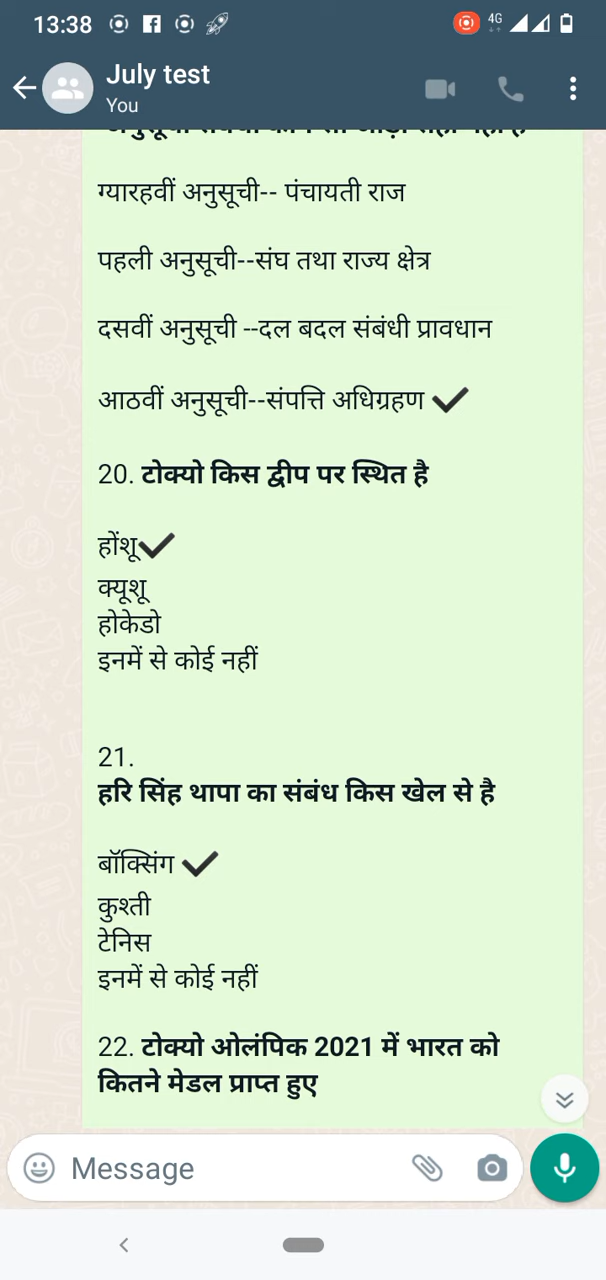 13:38
4G
July test
You
ग्यारहवीं अनुसूची-- पंचायती राज
पहली अनुसूची--संघ तथा राज्य क्षेत्र
दसवीं अनुसूची --दल बदल संबंधी प्रावधान
आठवीं अनुसूची--संपत्ति अधिग्रहण ✔
20. टोक्यो किस द्वीप पर स्थित है
होंशू✔
क्यूशू
होकेडो
इनमें से कोई नहीं
21.
हरि सिंह थापा का संबंध किस खेल से है
बॉक्सिंग ✔
कुश्ती
टेनिस
इनमें से कोई नहीं
22. टोक्यो ओलंपिक 2021 में भारत को
कितने मेडल प्राप्त हुए
Message